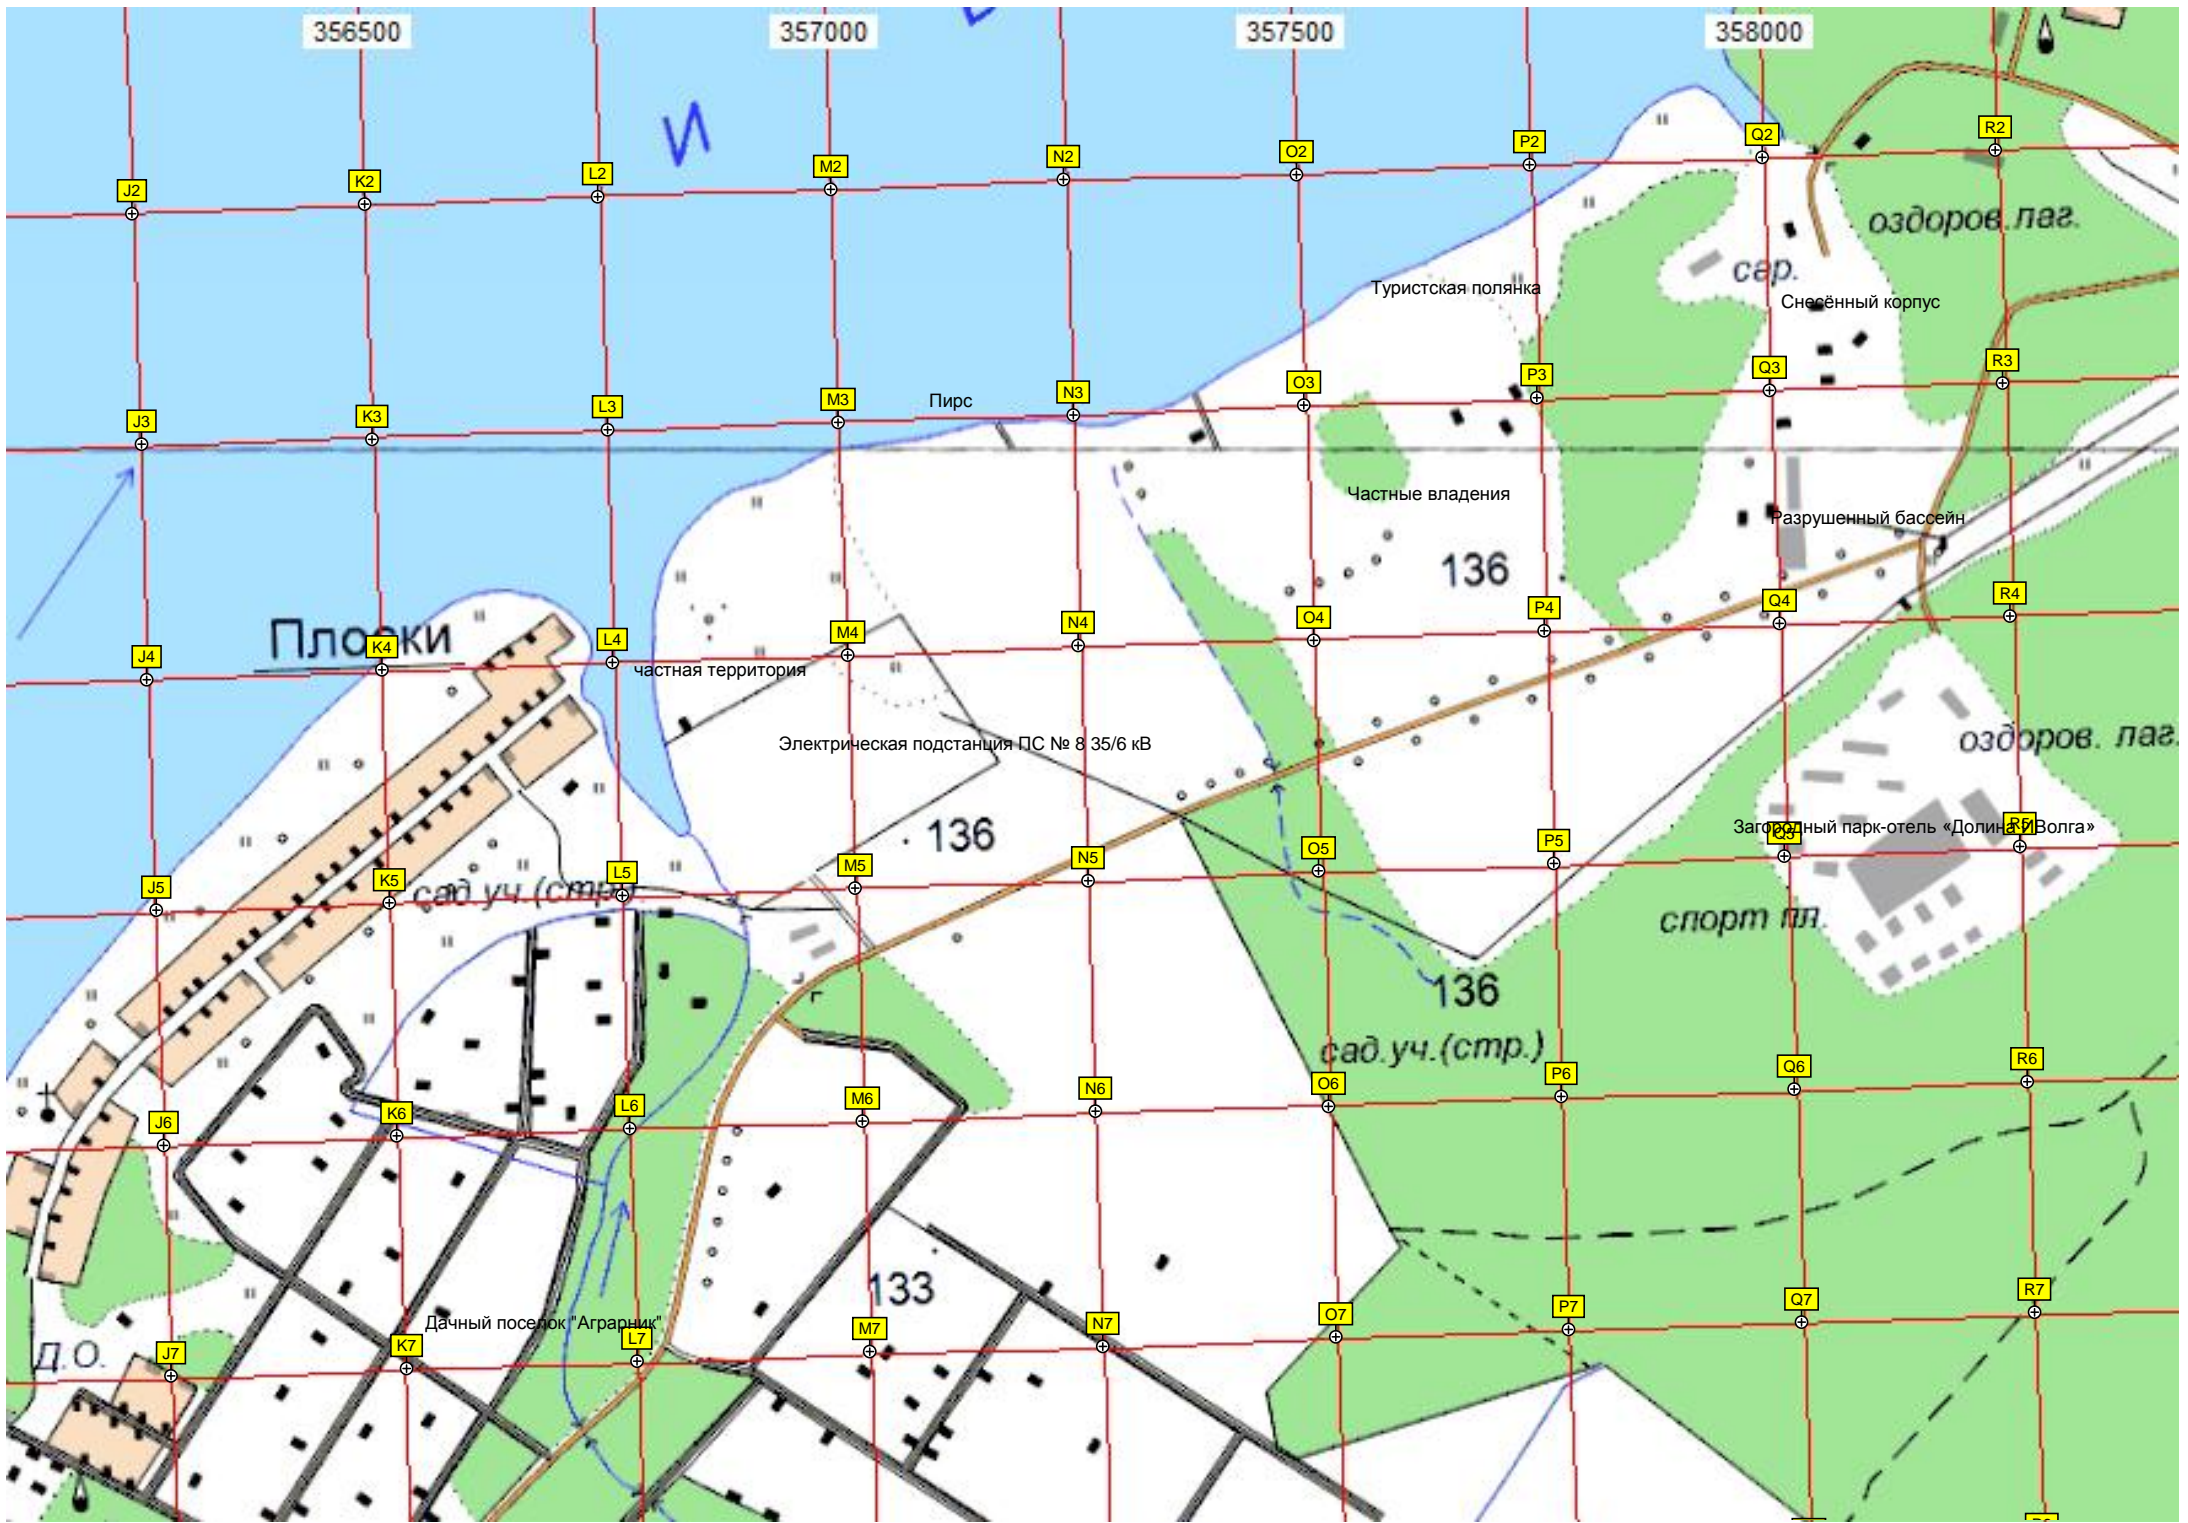 356500 357000 357500 358000
И
J2 K2 L2 M2 N2 O2 P2 Q2 R2
оздоров.лаг.
сар.
Туристская полянка
Снесённый корпус
J3 K3 L3 M3 N3 O3 P3 Q3 R3
Пирс
Частные владения
Разрушенный бассейн
136
Плоски
J4 K4 L4 M4 N4 O4 P4 Q4 R4
частная территория
Электрическая подстанция ПС № 8 35/6 кВ
оздоров. лаг.
136
Загородный парк-отель «Долина И Волга»
J5 K5 L5 M5 N5 O5 P5 Q5 R5
сад.уч.(стр.)
спорт пл.
136
сад.уч.(стр.)
J6 K6 L6 M6 N6 O6 P6 Q6 R6
133
Дачный поселок "Аграрник"
J7 K7 L7 M7 N7 O7 P7 Q7 R7
Д.О.